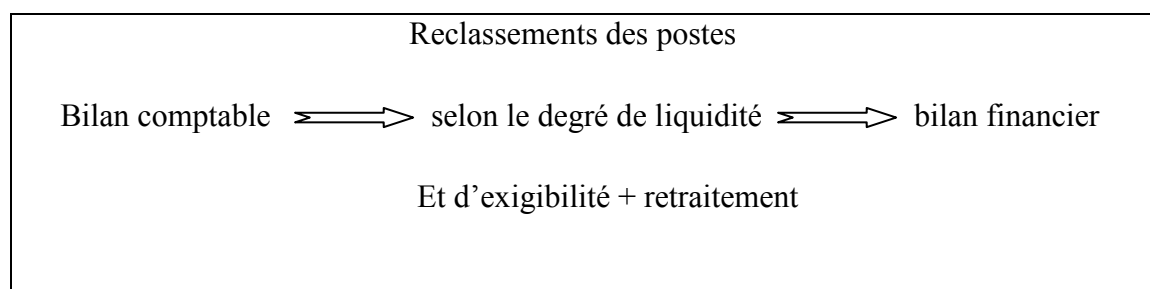 Reclassements des postes
Bilan comptable selon le degré de liquidité bilan financier
Et d’exigibilité + retraitement